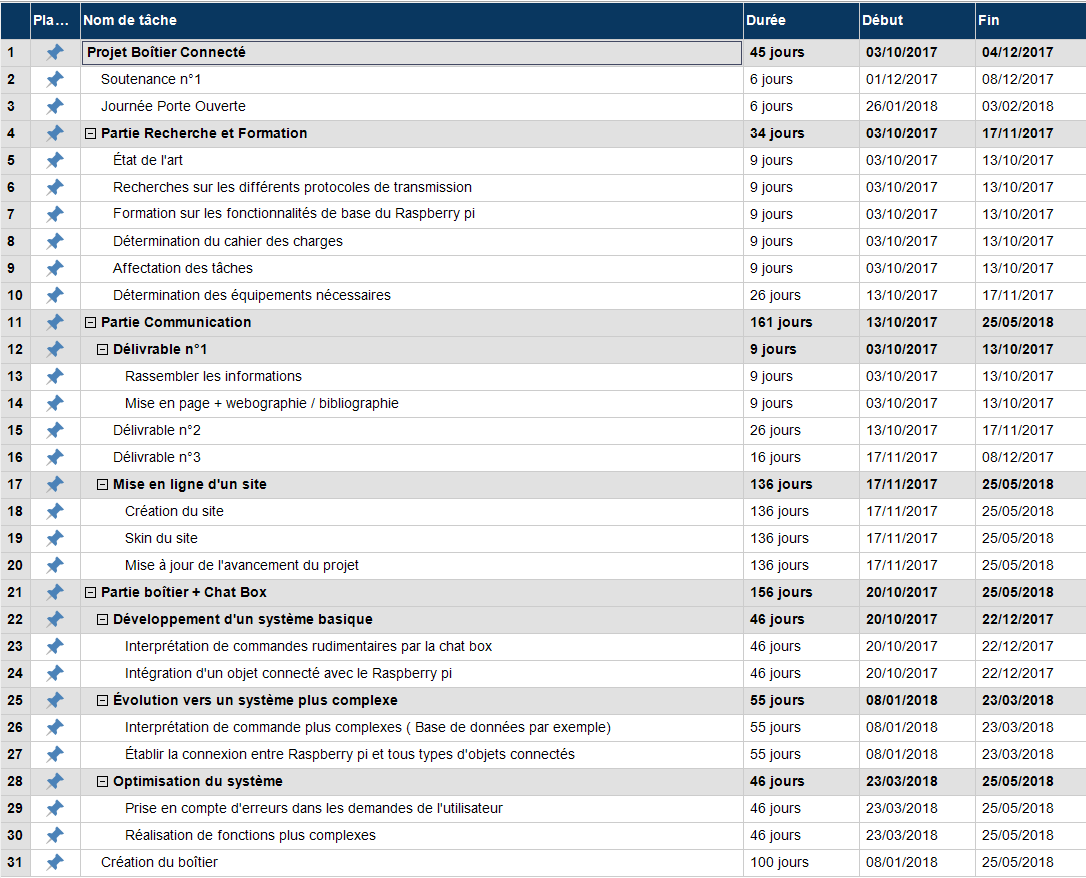 Pla... Nom de tâche Durée Début Fin
1 Projet Boîtier Connecté 45 jours 03/10/2017 04/12/2017
2 Soutenance n°1 6 jours 01/12/2017 08/12/2017
3 Journée Porte Ouverte 6 jours 26/01/2018 03/02/2018
4 Partie Recherche et Formation 34 jours 03/10/2017 17/11/2017
5 État de l'art 9 jours 03/10/2017 13/10/2017
6 Recherches sur les différents protocoles de transmission 9 jours 03/10/2017 13/10/2017
7 Formation sur les fonctionnalités de base du Raspberry pi 9 jours 03/10/2017 13/10/2017
8 Détermination du cahier des charges 9 jours 03/10/2017 13/10/2017
9 Affectation des tâches 9 jours 03/10/2017 13/10/2017
10 Détermination des équipements nécessaires 26 jours 13/10/2017 17/11/2017
11 Partie Communication 161 jours 13/10/2017 25/05/2018
12 Délivrable n°1 9 jours 03/10/2017 13/10/2017
13 Rassembler les informations 9 jours 03/10/2017 13/10/2017
14 Mise en page + webographie / bibliographie 9 jours 03/10/2017 13/10/2017
15 Délivrable n°2 26 jours 13/10/2017 17/11/2017
16 Délivrable n°3 16 jours 17/11/2017 08/12/2017
17 Mise en ligne d'un site 136 jours 17/11/2017 25/05/2018
18 Création du site 136 jours 17/11/2017 25/05/2018
19 Skin du site 136 jours 17/11/2017 25/05/2018
20 Mise à jour de l'avancement du projet 136 jours 17/11/2017 25/05/2018
21 Partie boîtier + Chat Box 156 jours 20/10/2017 25/05/2018
22 Développement d'un système basique 46 jours 20/10/2017 22/12/2017
23 Interprétation de commandes rudimentaires par la chat box 46 jours 20/10/2017 22/12/2017
24 Intégration d'un objet connecté avec le Raspberry pi 46 jours 20/10/2017 22/12/2017
25 Évolution vers un système plus complexe 55 jours 08/01/2018 23/03/2018
26 Interprétation de commande plus complexes ( Base de données par exemple) 55 jours 08/01/2018 23/03/2018
27 Établir la connexion entre Raspberry pi et tous types d'objets connectés 55 jours 08/01/2018 23/03/2018
28 Optimisation du système 46 jours 23/03/2018 25/05/2018
29 Prise en compte d'erreurs dans les demandes de l'utilisateur 46 jours 23/03/2018 25/05/2018
30 Réalisation de fonctions plus complexes 46 jours 23/03/2018 25/05/2018
31 Création du boîtier 100 jours 08/01/2018 25/05/2018